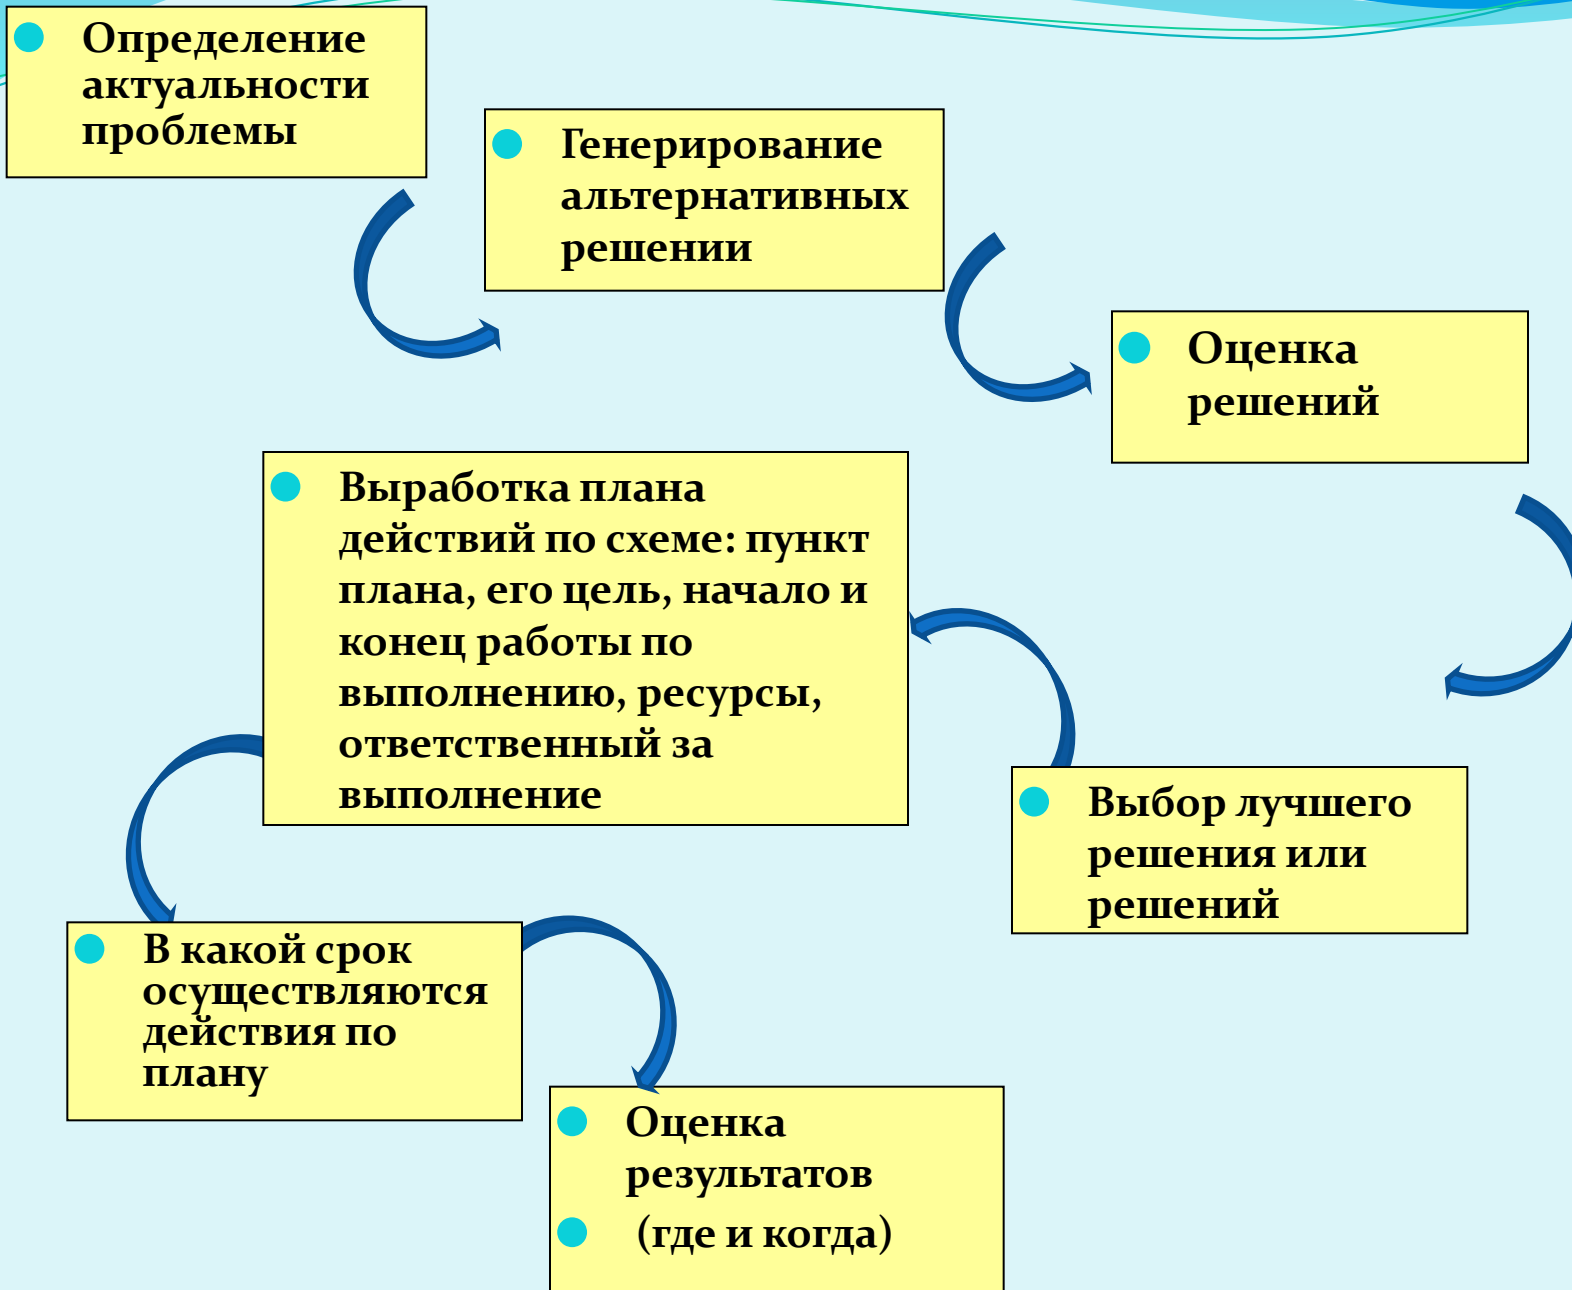 Определение
актуальности
проблемы
Генерирование
альтернативных
решении
Оценка
решений
Выработка плана
действий по схеме: пункт
плана, его цель, начало и
конец работы по
выполнению, ресурсы,
ответственный за
выполнение
Выбор лучшего
решения или
решений
В какой срок
осуществляются
действия по
плану
Оценка
результатов
(где и когда)